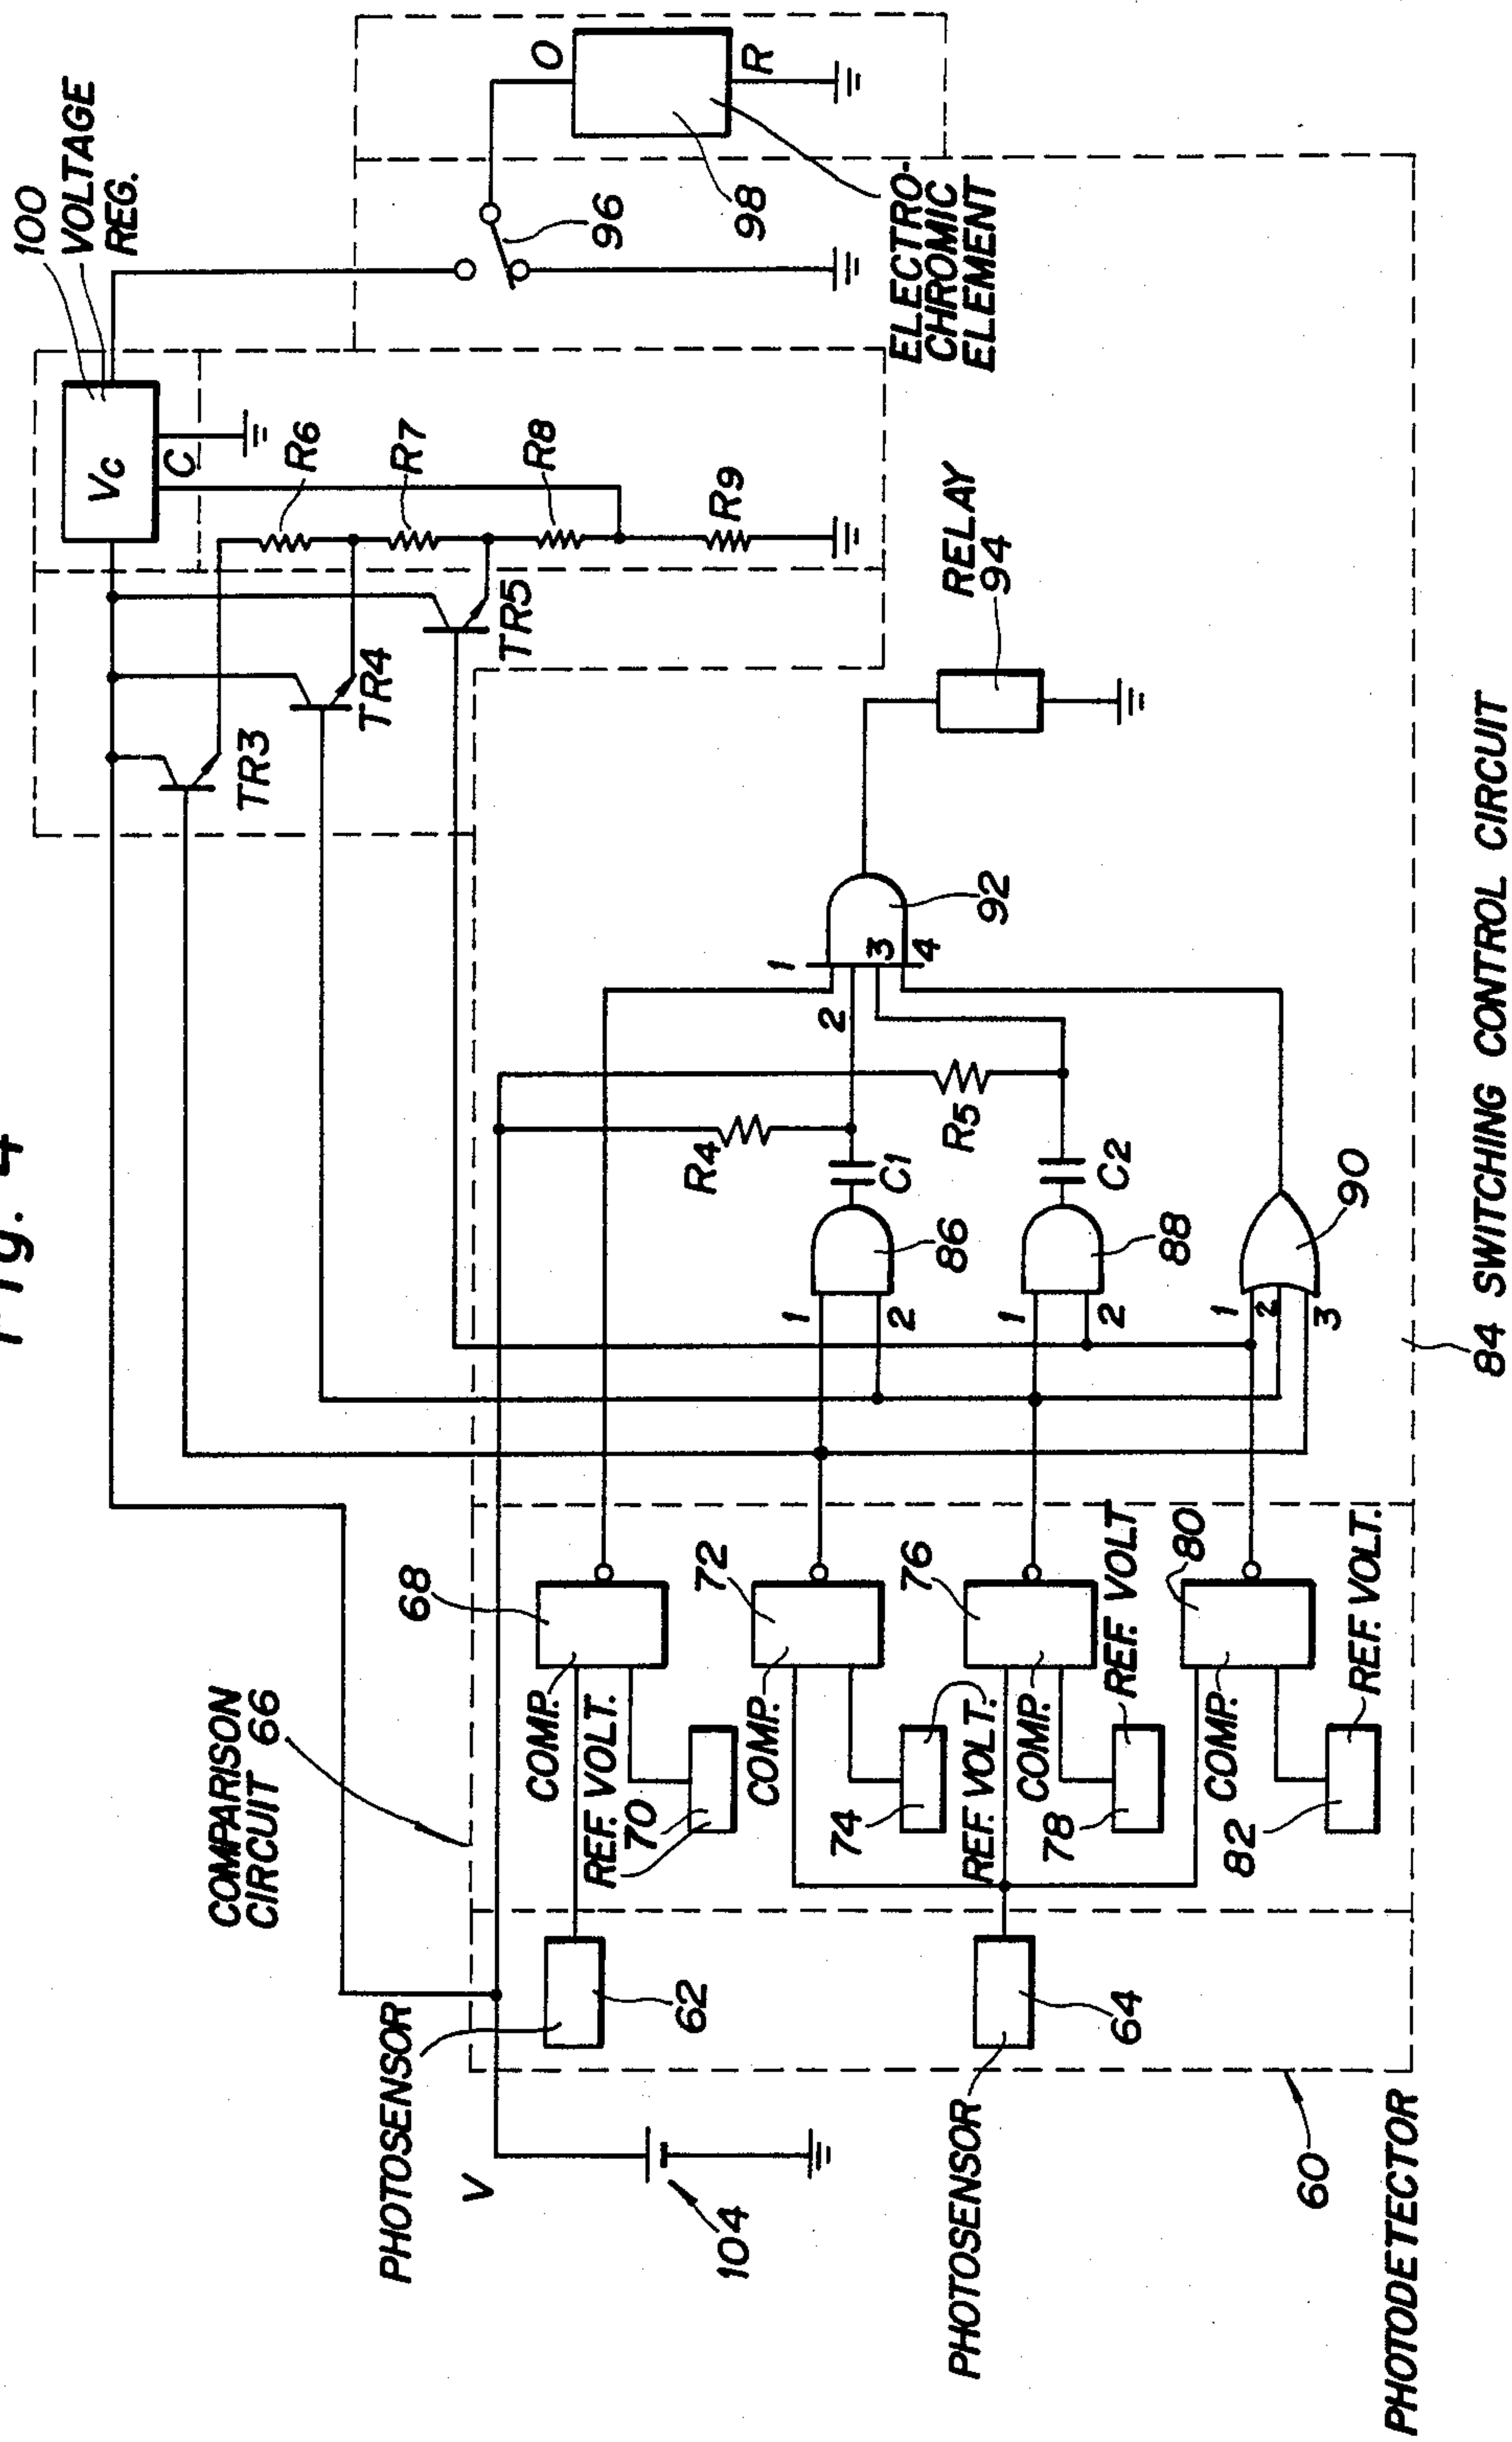 Fig. 4
100
VOLTAGE
REG.
VC
C
R6
R7
R8
R9
TR3
TR4
TR5
O
R
96
98
ELECTRO-
CHROMIC
ELEMENT
RELAY
94
92
1
2
3
4
R4
R5
C1
C2
86
1
2
88
1
2
90
1
2
3
COMPARISON
CIRCUIT 66
68
COMP.
REF. VOLT.
70
72
COMP.
74
REF. VOLT.
76
COMP.
78
REF. VOLT
80
COMP.
82
REF. VOLT.
PHOTOSENSOR
62
PHOTOSENSOR
64
V
104
60
PHOTODETECTOR
84 SWITCHING CONTROL CIRCUIT